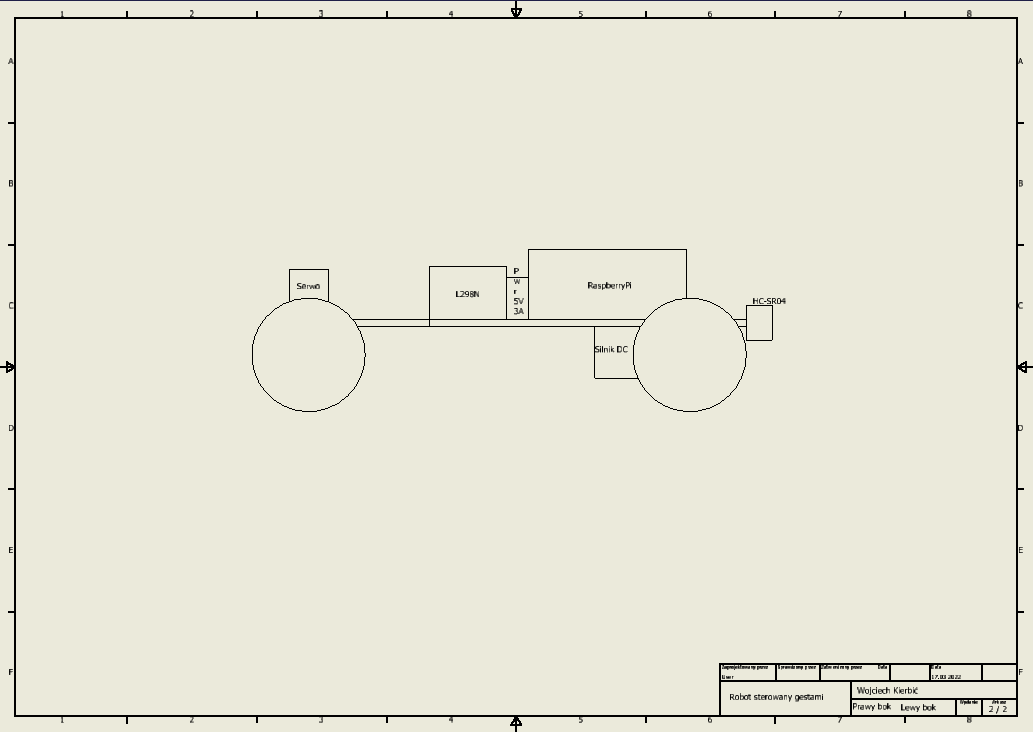 1 2 3 4 5 6 7 8
A A
B B
Serwo
L298N
P
w
r
5V
3A
RaspberryPi
HC-SR04
C C
Silnik DC
D D
E E
F F
Zaprojektowany przez Sprawdzony przez Zatwierdzony przez Data Data
User 17.03.2022
Robot sterowany gestami
Wojciech Kierbić
Prawy bok Lewy bok
Wydanie Arkusz
2 / 2
1 2 3 4 5 6 7 8